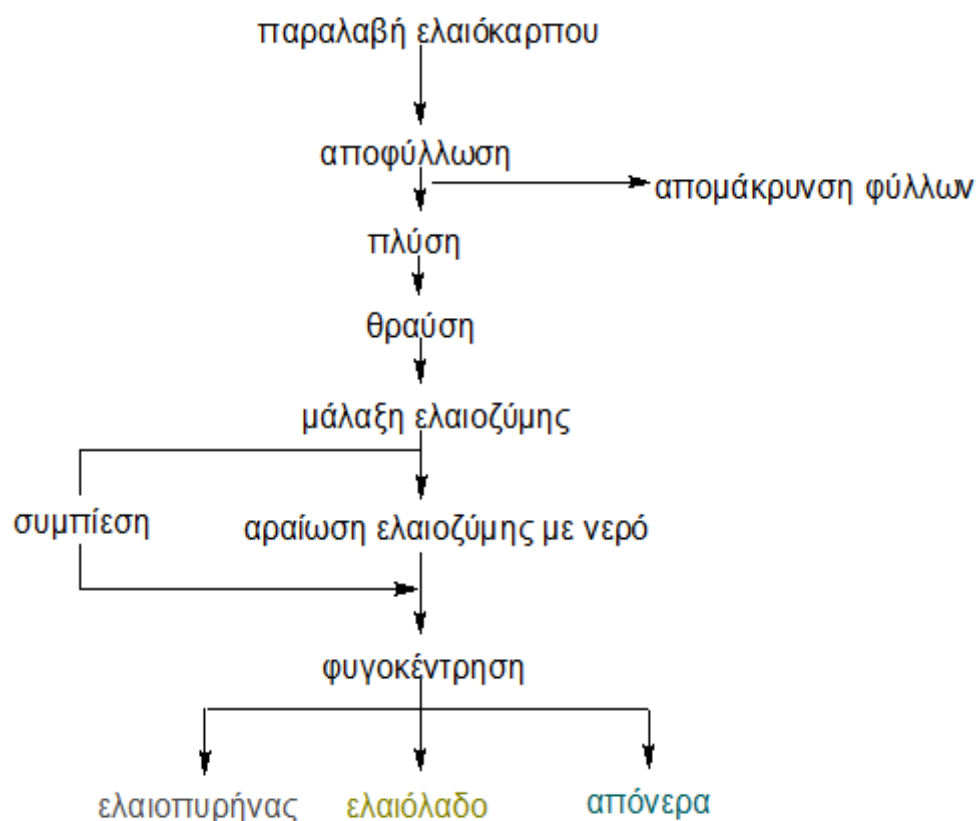 παραλαβή ελαιόκαρπου
αποφύλλωση
απομάκρυνση φύλλων
πλύση
θραύση
μάλαξη ελαιοζύμης
συμπίεση
αραίωση ελαιοζύμης με νερό
φυγοκέντρηση
ελαιοπυρήνας
ελαιόλαδο
απόνερα